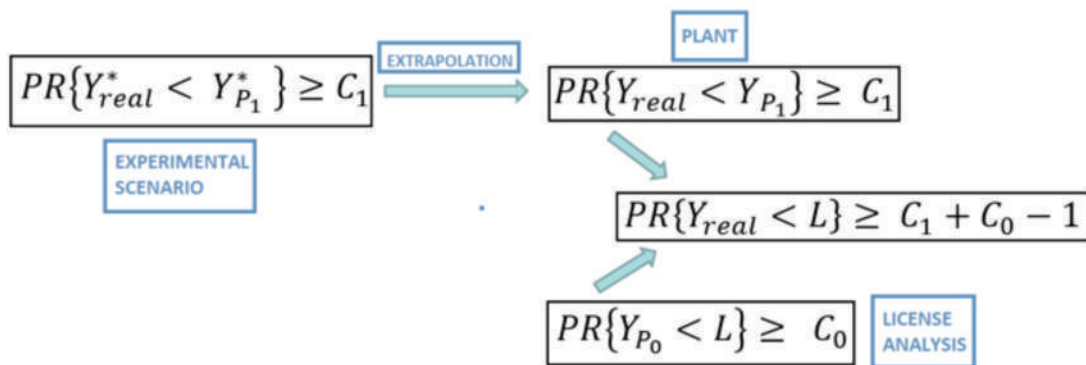 PR{Y*real < Y*P1} ≥ C1
EXTRAPOLATION
PLANT
PR{Yreal < YP1} ≥ C1
EXPERIMENTAL
SCENARIO
PR{Yreal < L} ≥ C1 + C0 − 1
PR{YP0 < L} ≥ C0
LICENSE
ANALYSIS